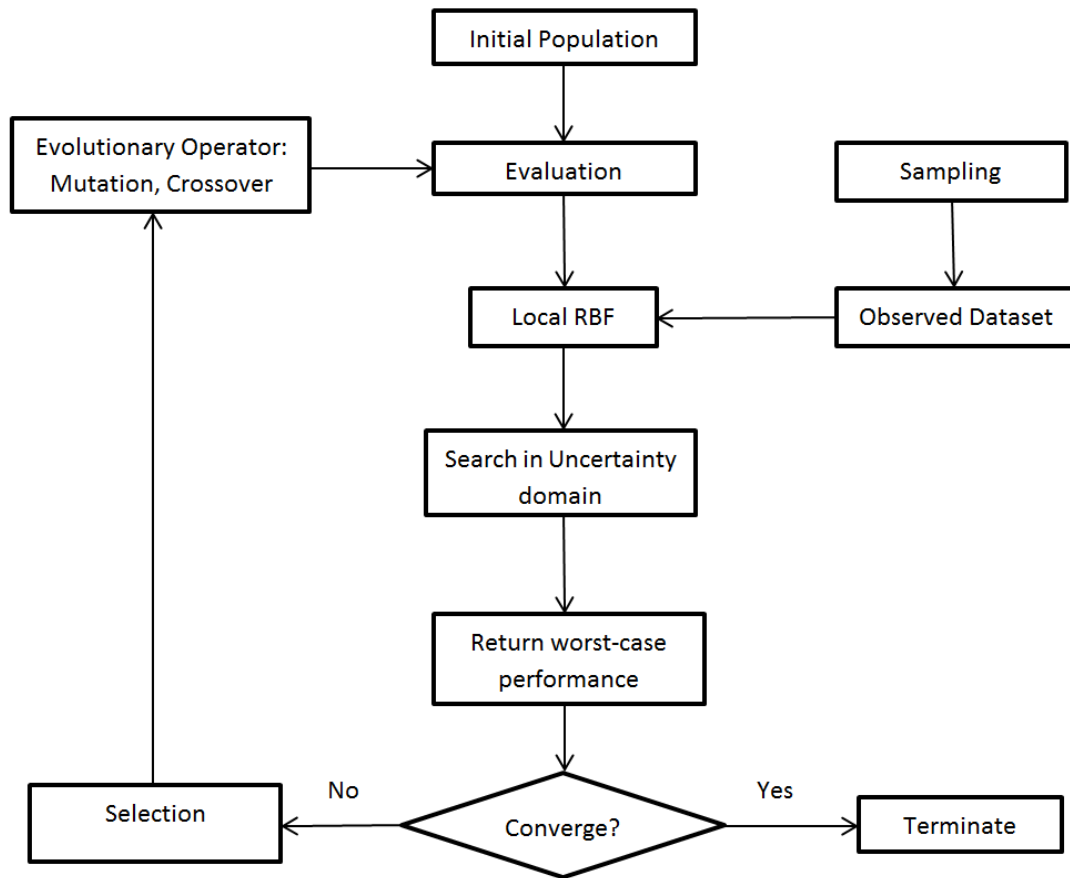 Initial Population
Evolutionary Operator:
Mutation, Crossover
Evaluation
Sampling
Local RBF
Observed Dataset
Search in Uncertainty
domain
Return worst-case
performance
Selection
No
Converge?
Yes
Terminate